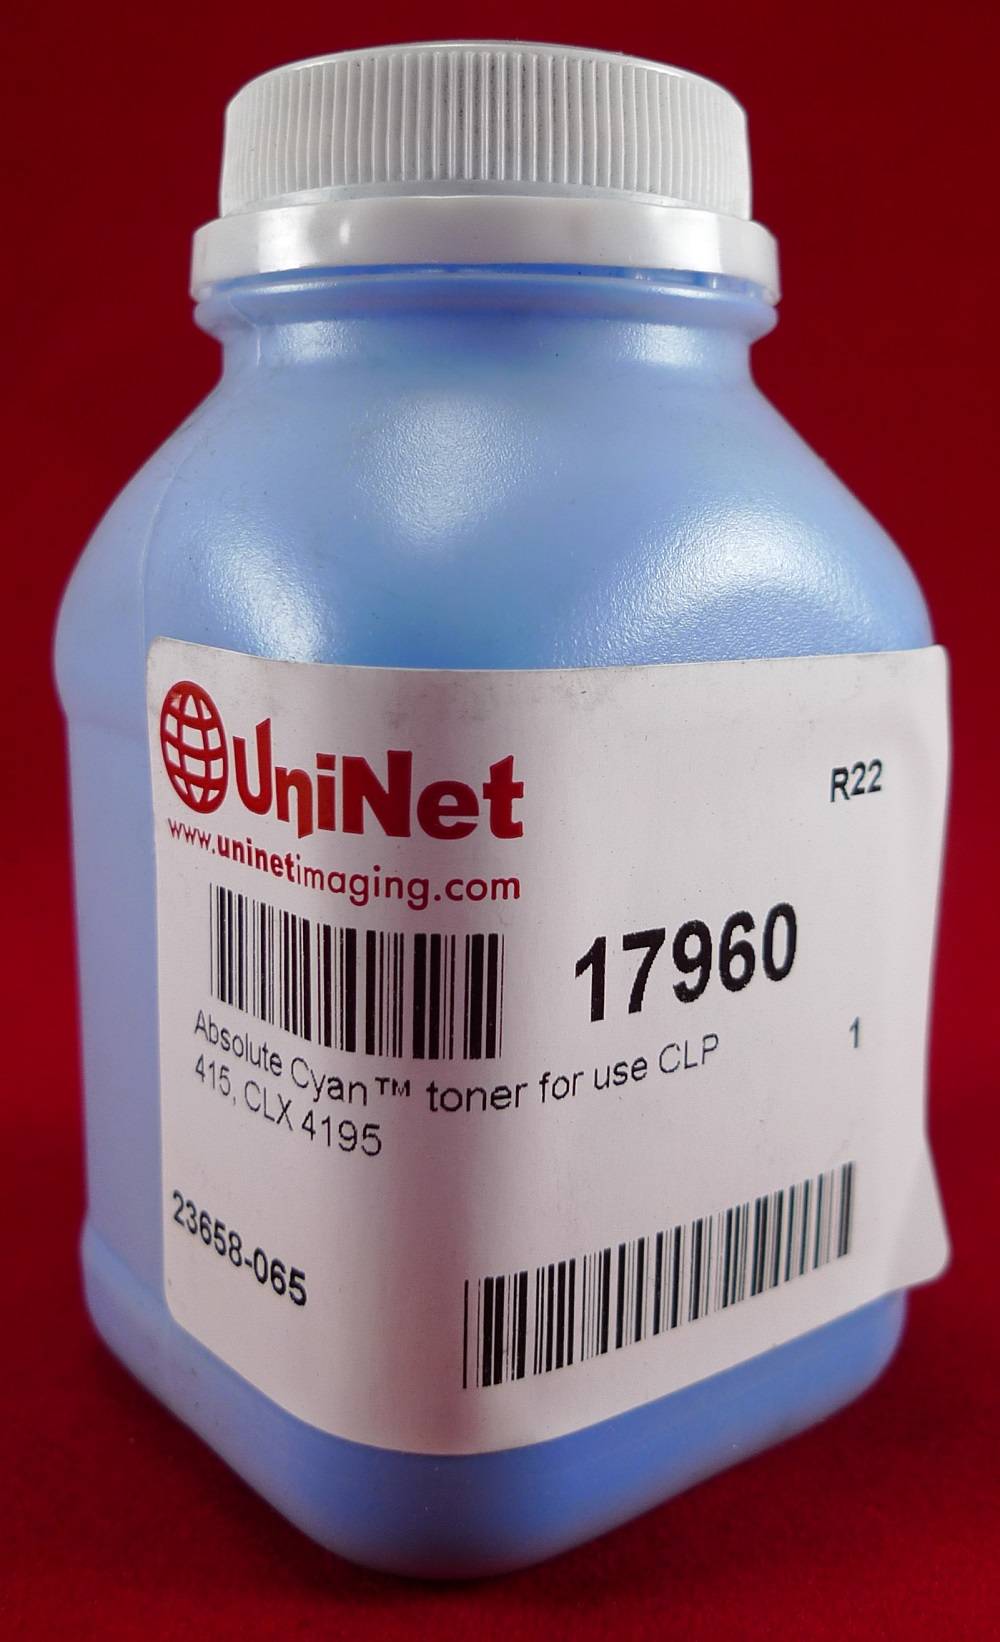 UniNet
www.uninetimaging.com
R22
17960
Absolute Cyan™ toner for use CLP
415, CLX 4195
1
23658-065